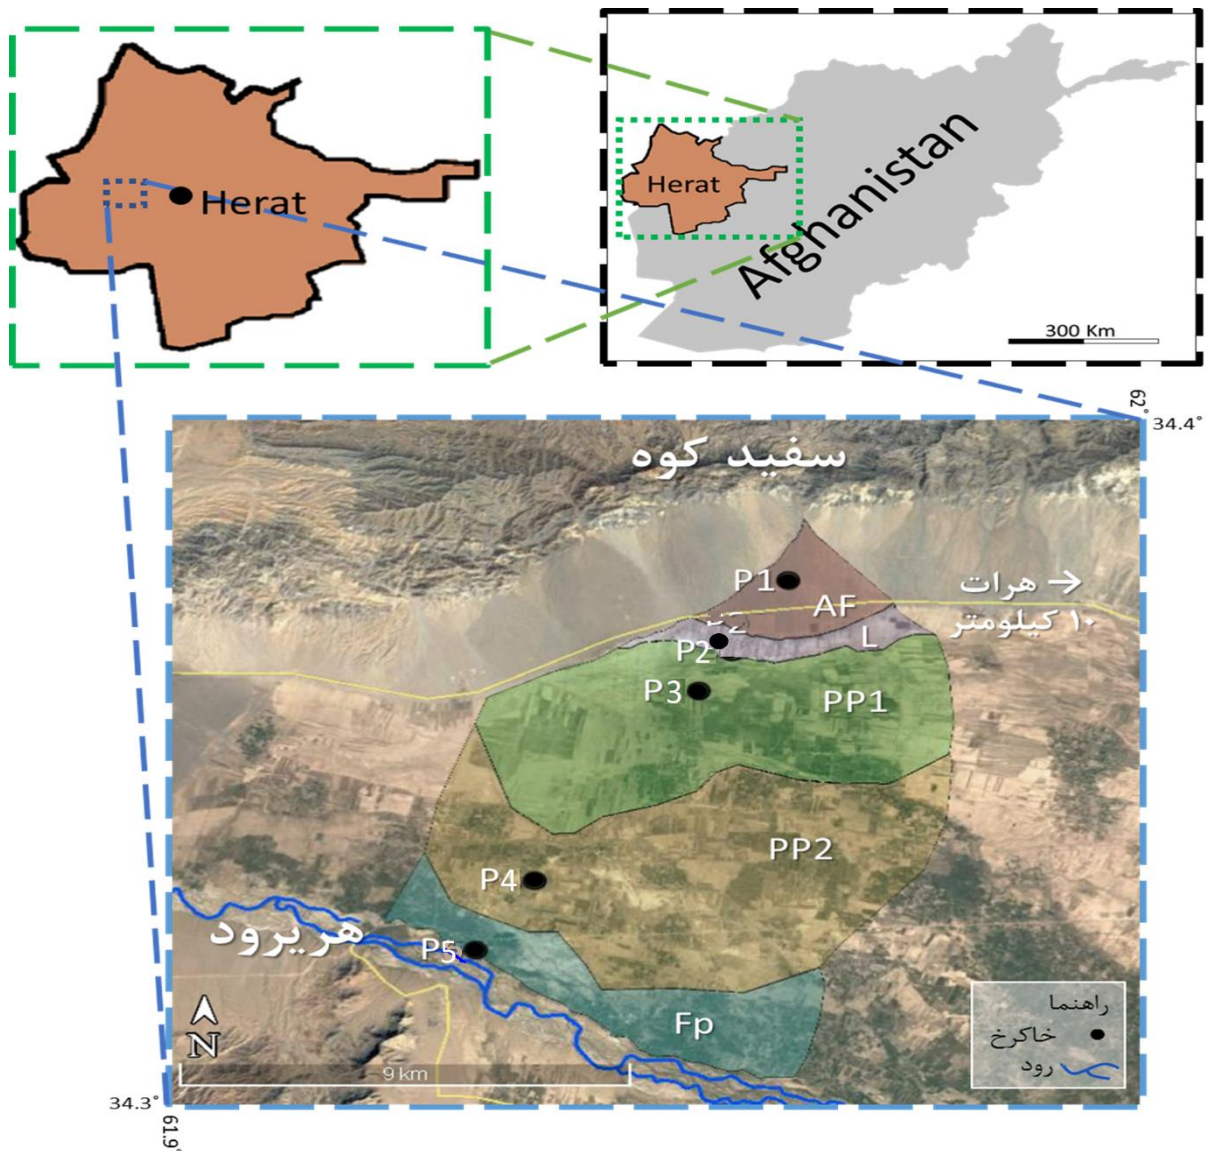 Herat
Herat
Afghanistan
300 Km
62°
34.4°
سفید کوه
P1
AF
هرات →
۱۰ کیلومتر
P2
L
P3
PP1
PP2
P4
هریرود
P5
Fp
N
9 km
راهنما
خاکرخ
رود
34.3°
61.9°